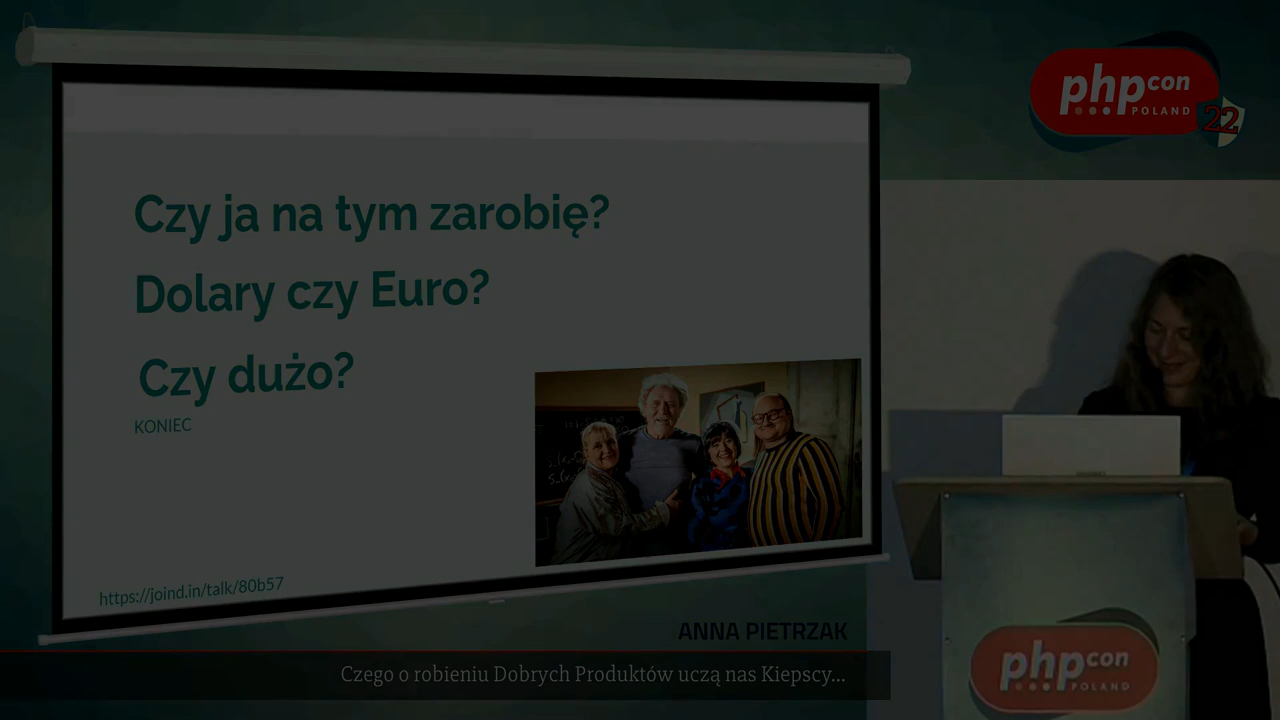 php con
POLAND
22
Czy ja na tym zarobię?
Dolary czy Euro?
Czy dużo?
KONIEC
https://joind.in/talk/80b57
ANNA PIETRZAK
Czego o robieniu Dobrych Produktów uczą nas Kiepscy...
php con
POLAND